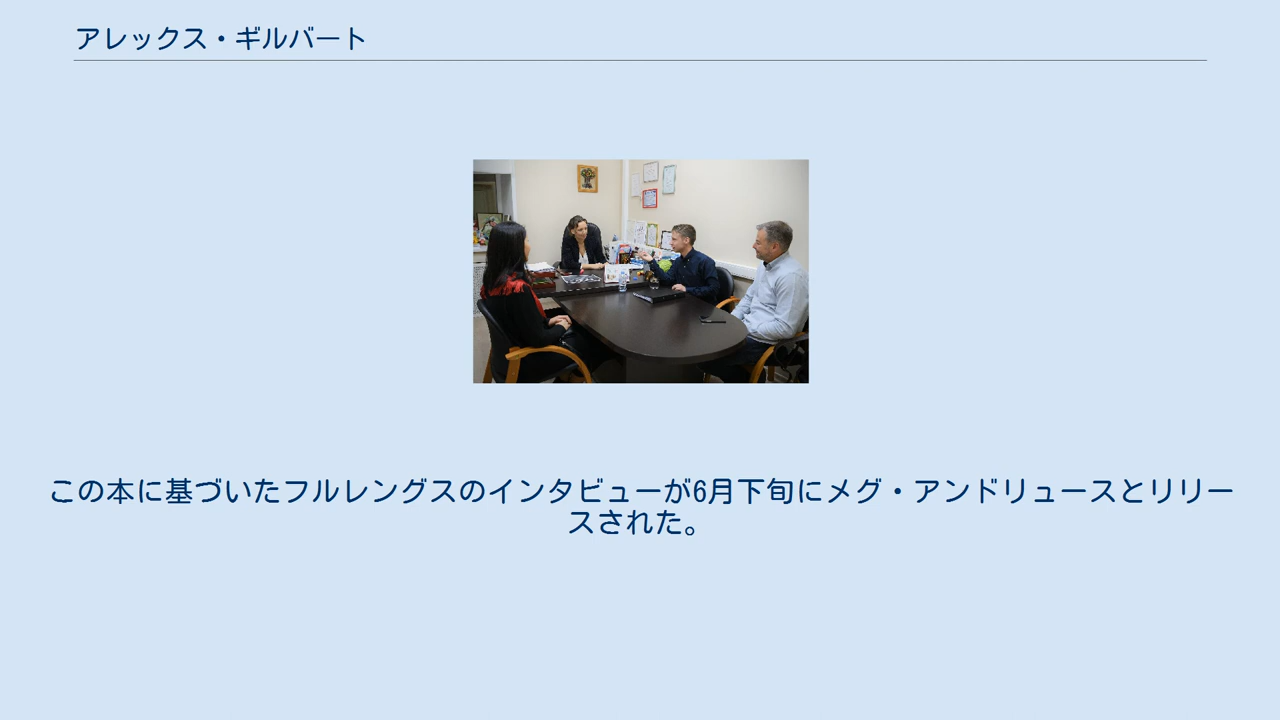 アレックス・ギルバート
この本に基づいたフルレングスのインタビューが6月下旬にメグ・アンドリュースとリリー
スされた。